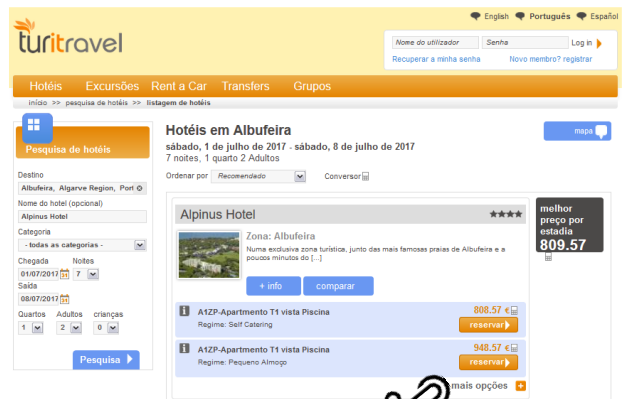 English Português Español
turitravel
Nome do utilizador Senha Log in
Recuperar a minha senha Novo membro? registrar
Hotéis Excursões Rent a Car Transfers Grupos
início >> pesquisa de hotéis >> listagem de hotéis
Pesquisa de hotéis
Destino
Albufeira, Algarve Region, Port
Nome do hotel (opcional)
Alpinus Hotel
Categoria
- todas as categorias -
Chegada Noites
01/07/2017 7
Saída
08/07/2017
Quartos Adultos crianças
1 2 0
Pesquisa
Hotéis em Albufeira
mapa
sábado, 1 de julho de 2017 - sábado, 8 de julho de 2017
7 noites, 1 quarto 2 Adultos
Ordenar por Recomendado Conversor
Alpinus Hotel
Zona: Albufeira
Numa exclusiva zona turística, junto das mais famosas praias de Albufeira e a
poucos minutos do [...]
+ info comparar
A1ZP-Apartmento T1 vista Piscina 808.57 €
Regime: Self Catering reservar
A1ZP-Apartmento T1 vista Piscina 948.57 €
Regime: Pequeno Almoço reservar
mais opções +
melhor
preço por
estadia
809.57